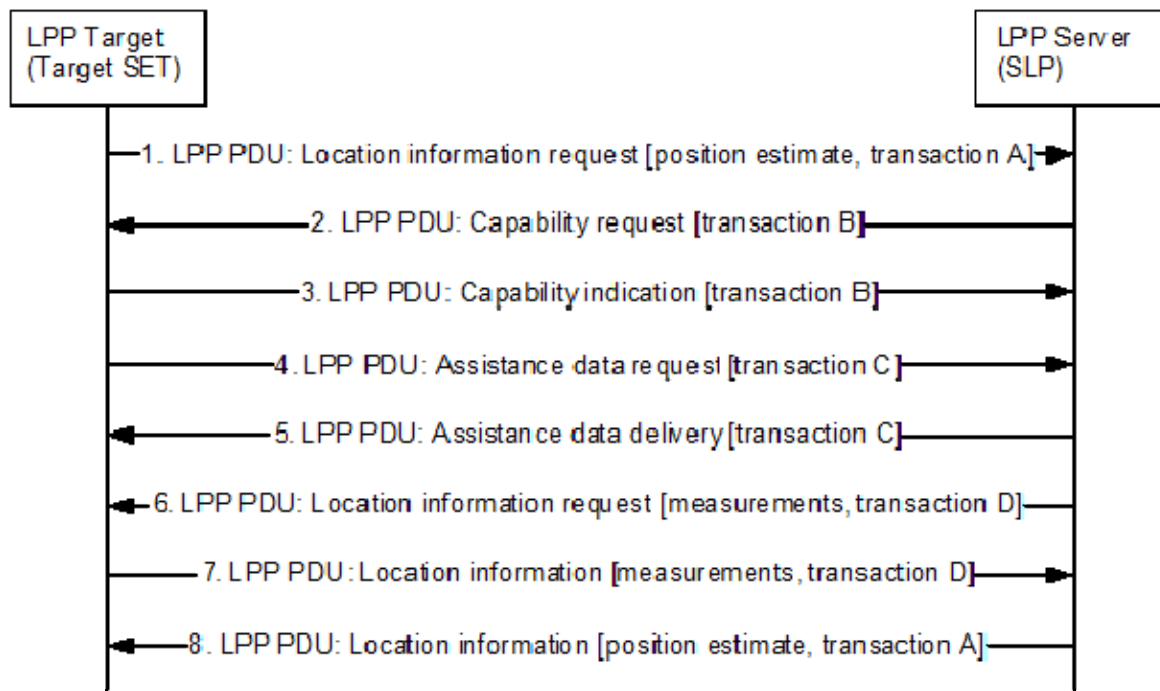 LPP Target
(Target SET)
LPP Server
(SLP)
1. LPP PDU: Location information request [position estimate, transaction A]
2. LPP PDU: Capability request [transaction B]
3. LPP PDU: Capability indication [transaction B]
4. LPP PDU: Assistance data request [transaction C]
5. LPP PDU: Assistance data delivery [transaction C]
6. LPP PDU: Location information request [measurements, transaction D]
7. LPP PDU: Location information [measurements, transaction D]
8. LPP PDU: Location information [position estimate, transaction A]